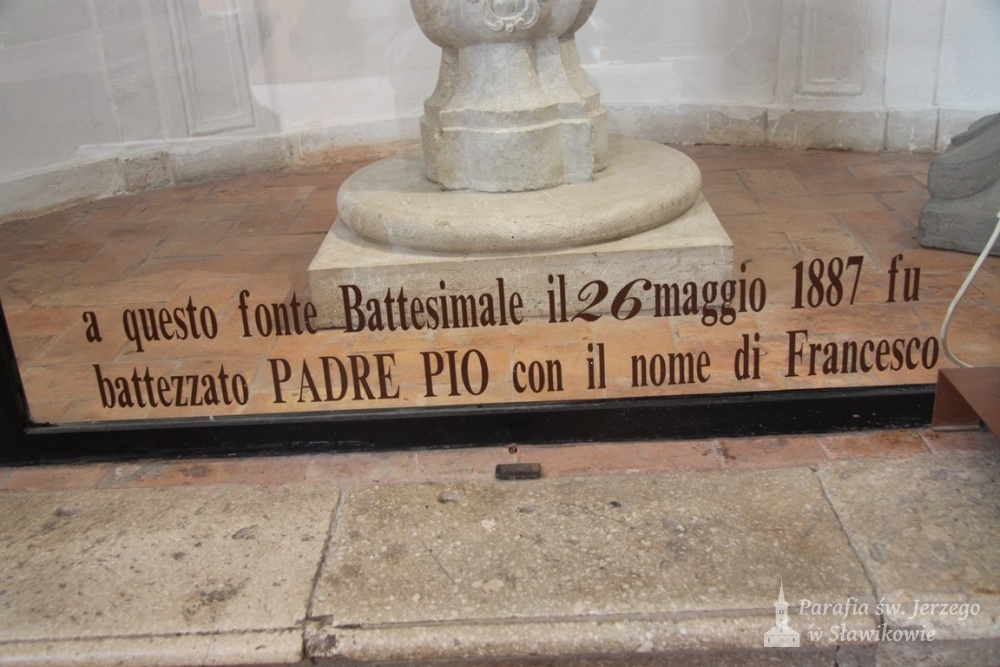 a questo fonte Battesimale il 26 maggio 1887 fu
battezzato PADRE PIO con il nome di Francesco
Parafia św. Jerzego
w Sławikowie